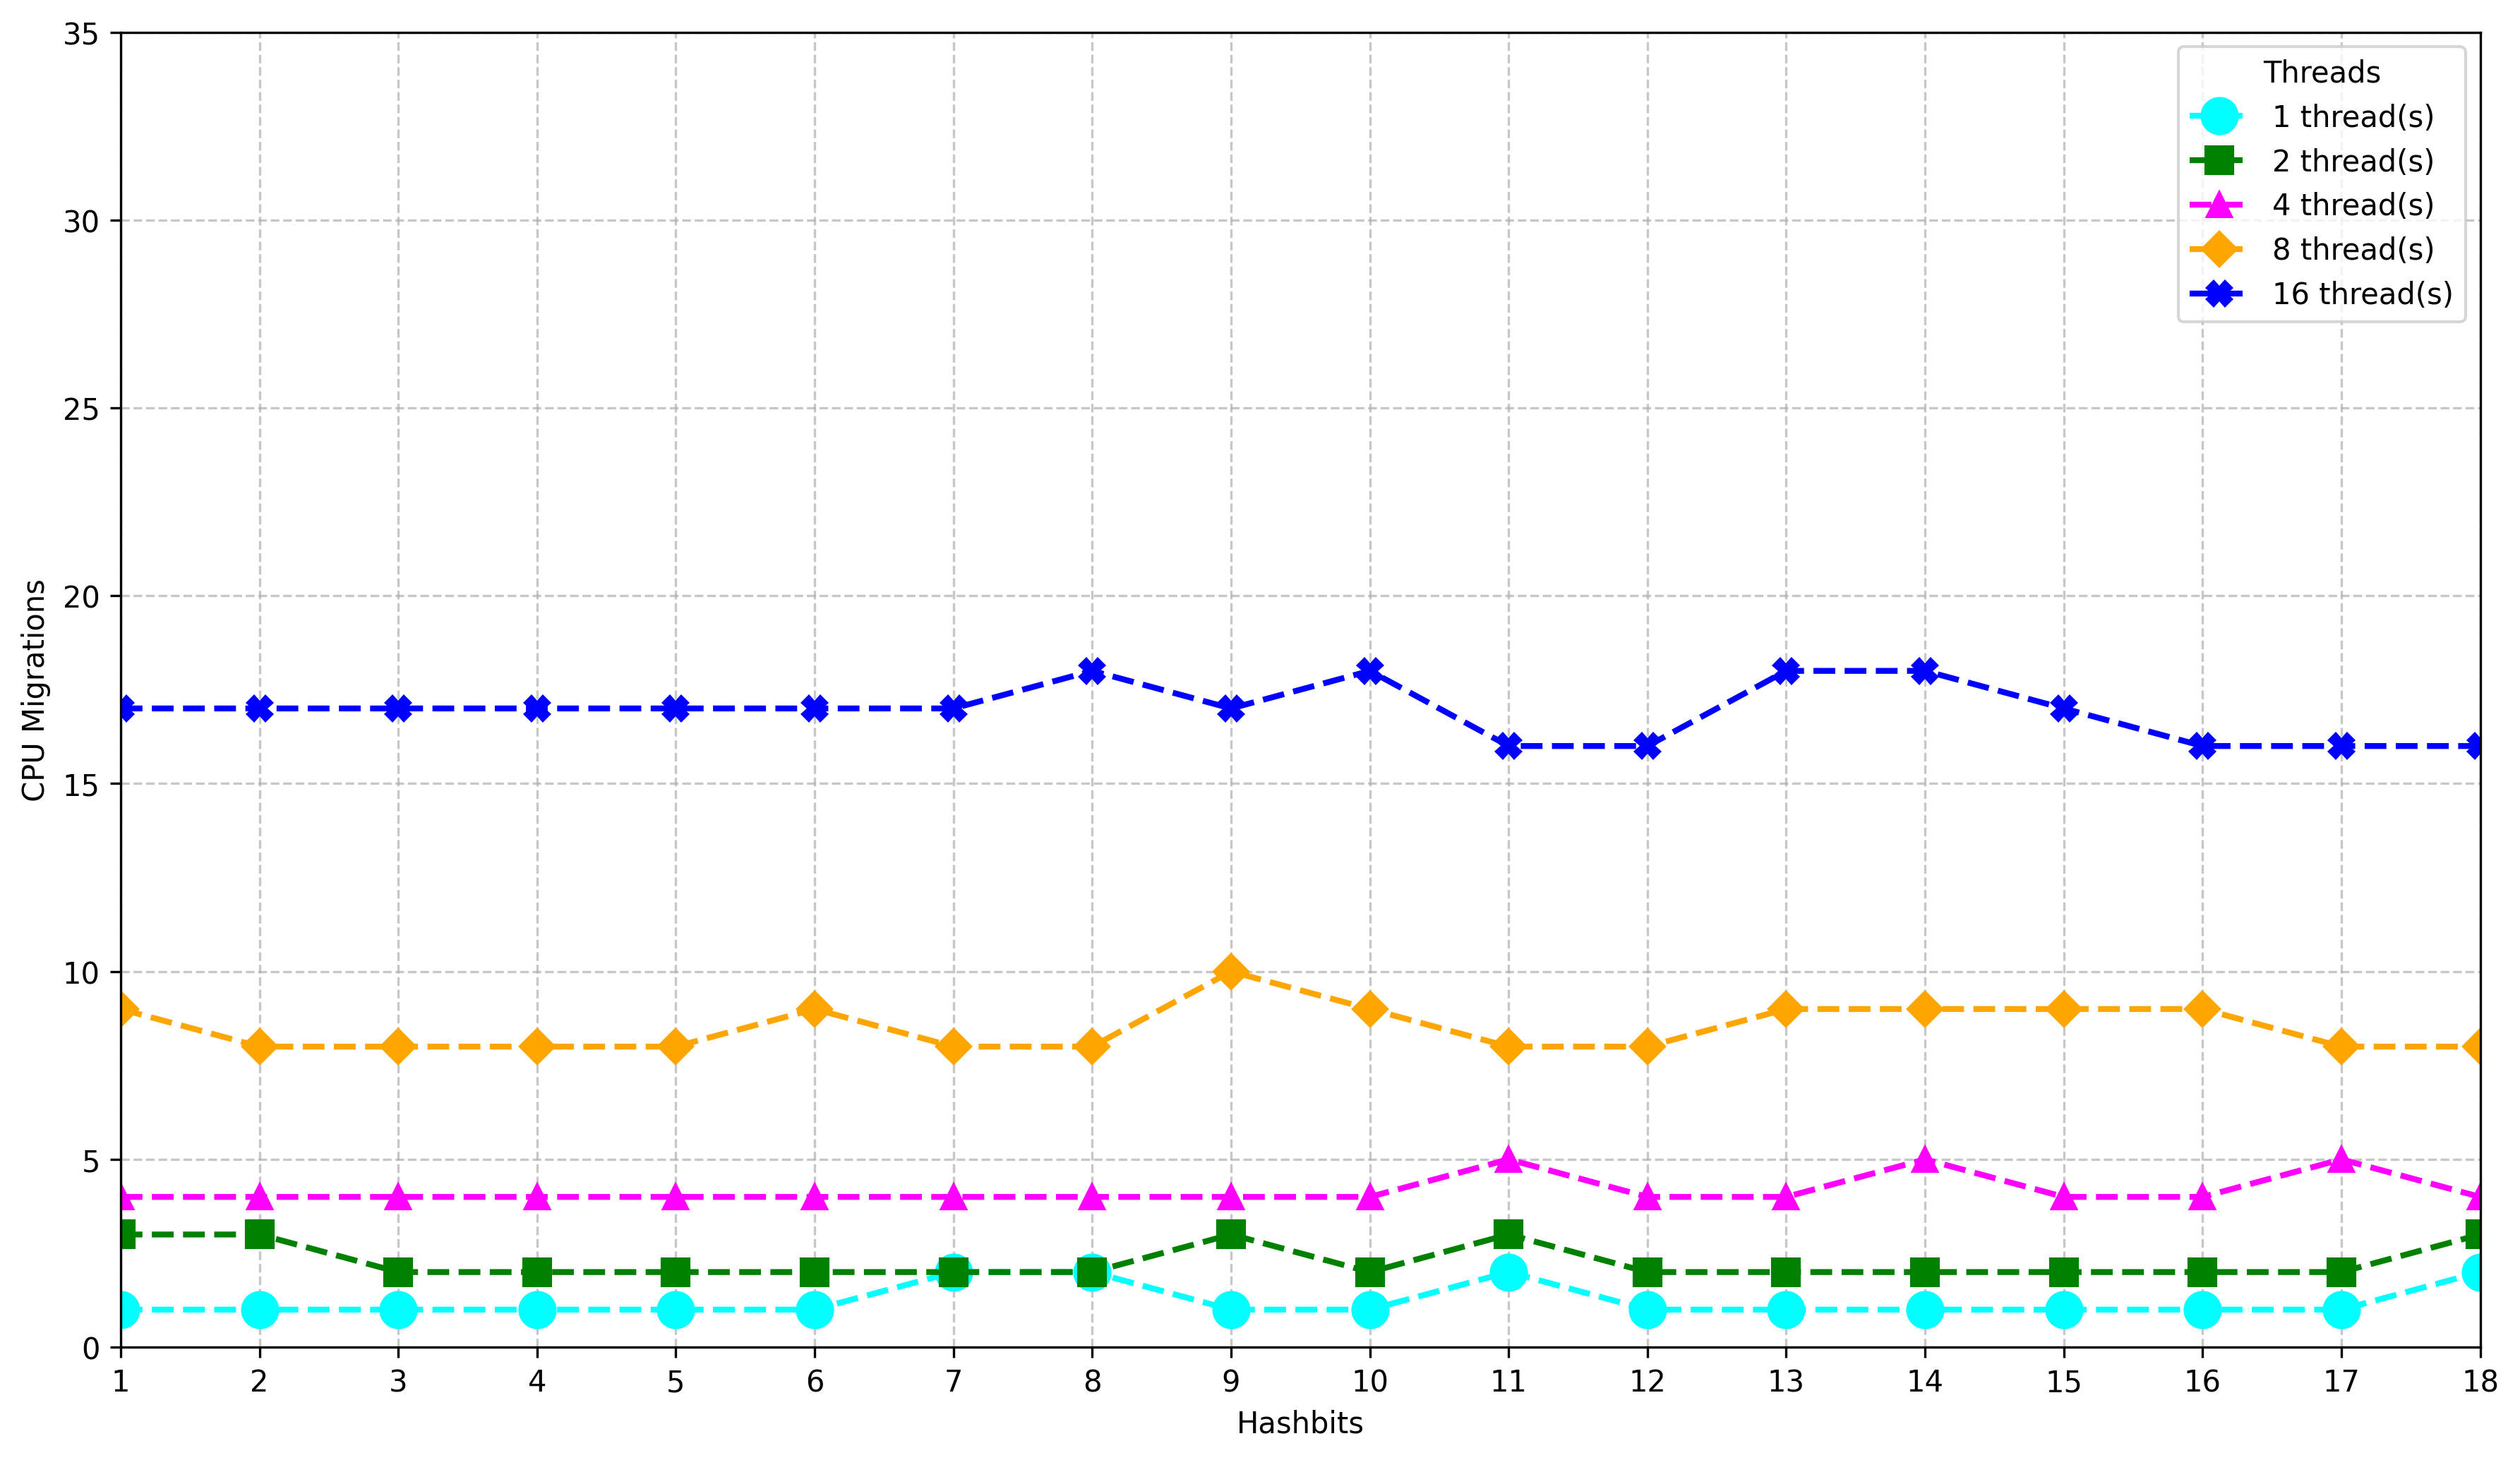 35
30
25
20
15
10
5
0
CPU Migrations
Threads
1 thread(s)
2 thread(s)
4 thread(s)
8 thread(s)
16 thread(s)
1 2 3 4 5 6 7 8 9 10 11 12 13 14 15 16 17 18
Hashbits